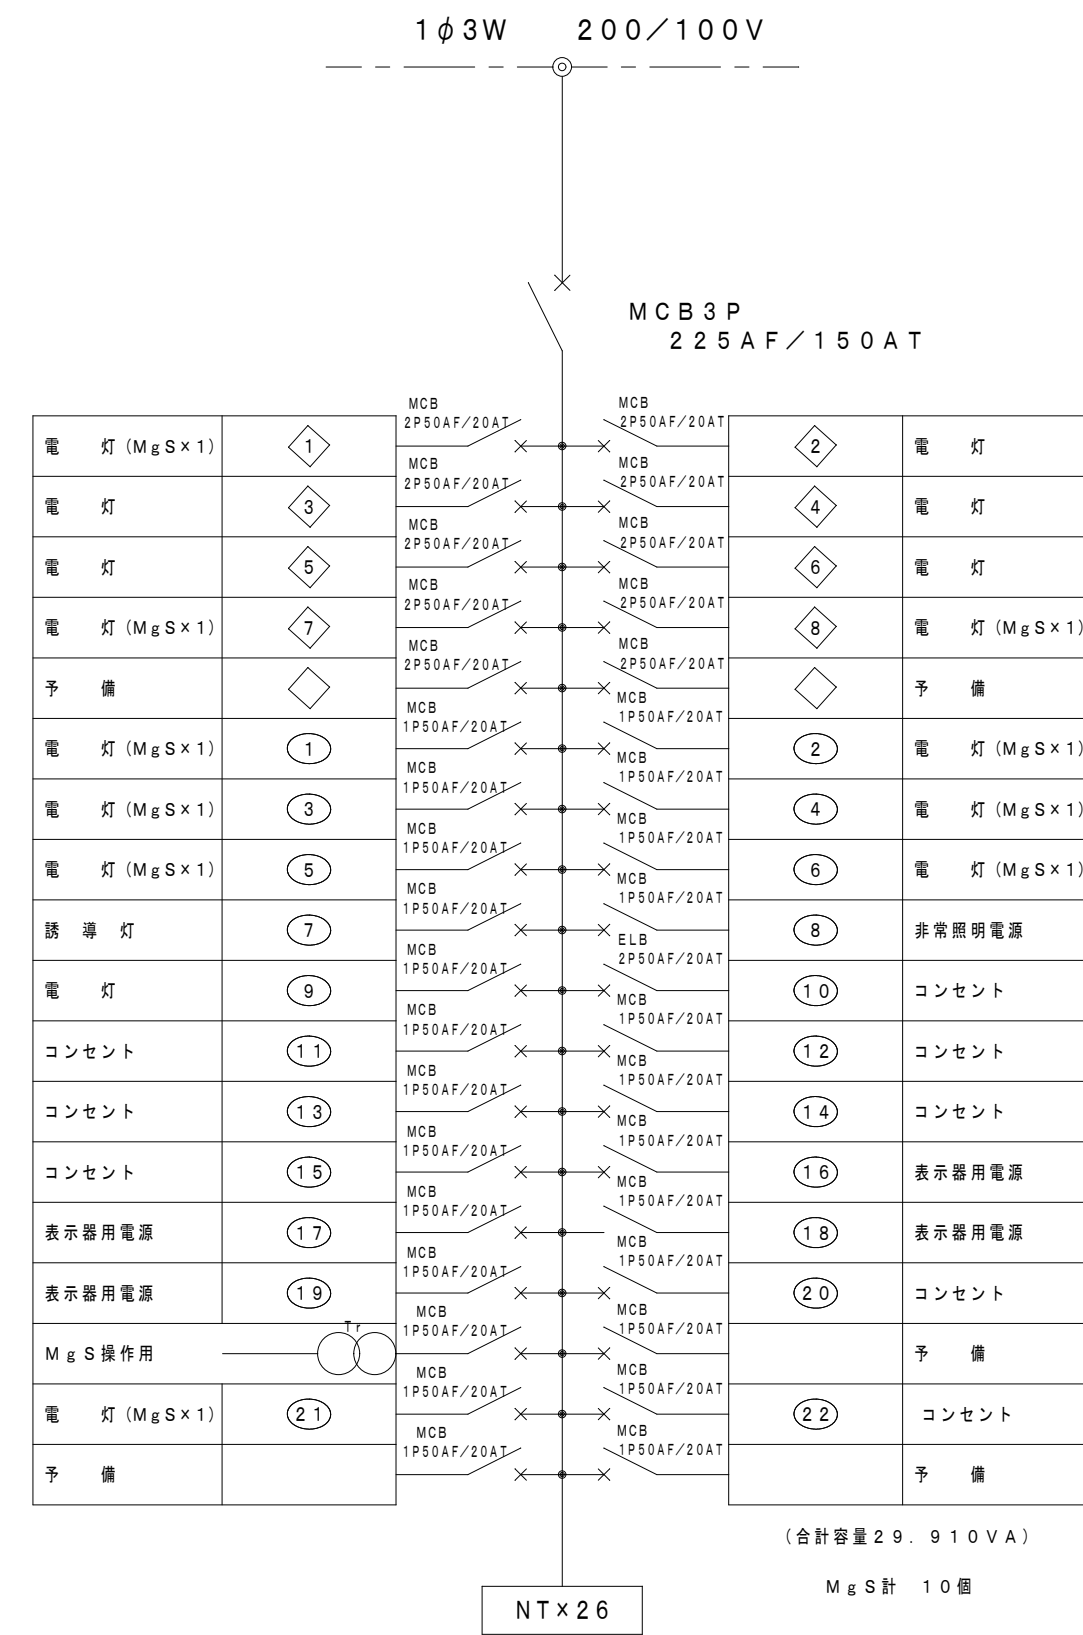 1φ3W 200/100V
MCB3P
225AF/150AT
MCB
2P50AF/20AT
MCB
2P50AF/20AT
電 灯(MgS×1) 1
2 電 灯
MCB
2P50AF/20AT
MCB
2P50AF/20AT
電 灯 3
4 電 灯
MCB
2P50AF/20AT
MCB
2P50AF/20AT
電 灯 5
6 電 灯
MCB
2P50AF/20AT
MCB
2P50AF/20AT
電 灯(MgS×1) 7
8 電 灯(MgS×1)
MCB
2P50AF/20AT
MCB
2P50AF/20AT
予 備
予 備
MCB
1P50AF/20AT
MCB
1P50AF/20AT
電 灯(MgS×1) 1
2 電 灯(MgS×1)
MCB
1P50AF/20AT
MCB
1P50AF/20AT
電 灯(MgS×1) 3
4 電 灯(MgS×1)
MCB
1P50AF/20AT
MCB
1P50AF/20AT
電 灯(MgS×1) 5
6 電 灯(MgS×1)
MCB
1P50AF/20AT
MCB
1P50AF/20AT
誘 導 灯 7
8 非常照明電源
MCB
1P50AF/20AT
ELB
2P50AF/20AT
電 灯 9
10 コンセント
MCB
1P50AF/20AT
MCB
1P50AF/20AT
コンセント 11
12 コンセント
MCB
1P50AF/20AT
MCB
1P50AF/20AT
コンセント 13
14 コンセント
MCB
1P50AF/20AT
MCB
1P50AF/20AT
コンセント 15
16 表示器用電源
MCB
1P50AF/20AT
MCB
1P50AF/20AT
表示器用電源 17
18 表示器用電源
MCB
1P50AF/20AT
MCB
1P50AF/20AT
表示器用電源 19
20 コンセント
MCB
1P50AF/20AT
MCB
1P50AF/20AT
MgS操作用 Tr
予 備
MCB
1P50AF/20AT
MCB
1P50AF/20AT
電 灯(MgS×1) 21
22 コンセント
MCB
1P50AF/20AT
MCB
1P50AF/20AT
予 備
予 備
(合計容量29.910VA)
MgS計 10個
NT×26